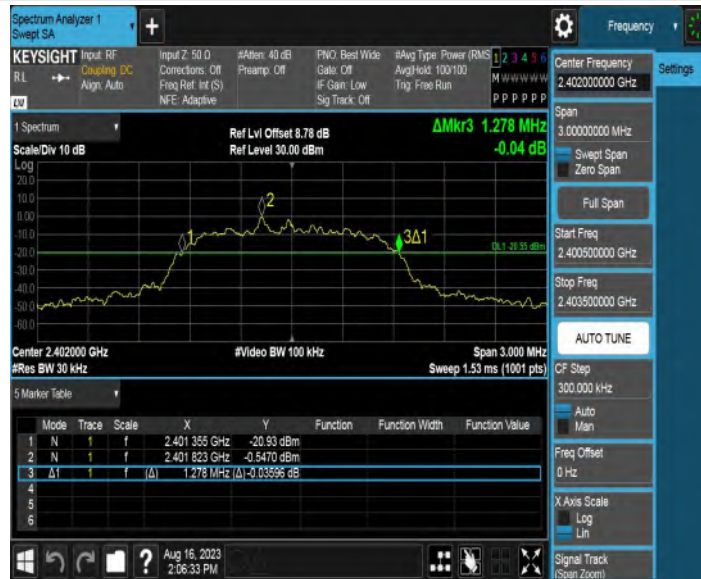 Spectrum Analyzer 1
Swept SA
+
Frequency
KEYSIGHT
Input: RF
Input Z: 50 Ω
#Atten: 40 dB
PNO: Best Wide
#Avg Type: Power (RMS
1 2 3 4 5 6
RL
Coupling: DC
Corrections: Off
Preamp: Off
Gate: Off
Avg|Hold: 100/100
M W W W W W
Align: Auto
Freq Ref: Int (S)
IF Gain: Low
Trig: Free Run
NFE: Adaptive
Sig Track: Off
P P P P P P
Settings
1 Spectrum
Ref Lvl Offset 8.78 dB
ΔMkr3 1.278 MHz
Scale/Div 10 dB
Ref Level 30.00 dBm
-0.04 dB
Log
20.0
10.0
0.00
-10.0
-20.0
-30.0
-40.0
-50.0
-60.0
1
2
3Δ1
DL1 -20.55 dBm
Center 2.402000 GHz
#Video BW 100 kHz
Span 3.000 MHz
#Res BW 30 kHz
Sweep 1.53 ms (1001 pts)
5 Marker Table
Mode Trace Scale X Y Function Function Width Function Value
1 N 1 f 2.401 355 GHz -20.93 dBm
2 N 1 f 2.401 823 GHz -0.5470 dBm
3 Δ1 1 f (Δ) 1.278 MHz (Δ) -0.03596 dB
4
5
6
Aug 16, 2023
2:06:33 PM
?
Center Frequency
2.402000000 GHz
Span
3.00000000 MHz
Swept Span
Zero Span
Full Span
Start Freq
2.400500000 GHz
Stop Freq
2.403500000 GHz
AUTO TUNE
CF Step
300.000 kHz
Auto
Man
Freq Offset
0 Hz
X Axis Scale
Log
Lin
Signal Track
(Span Zoom)